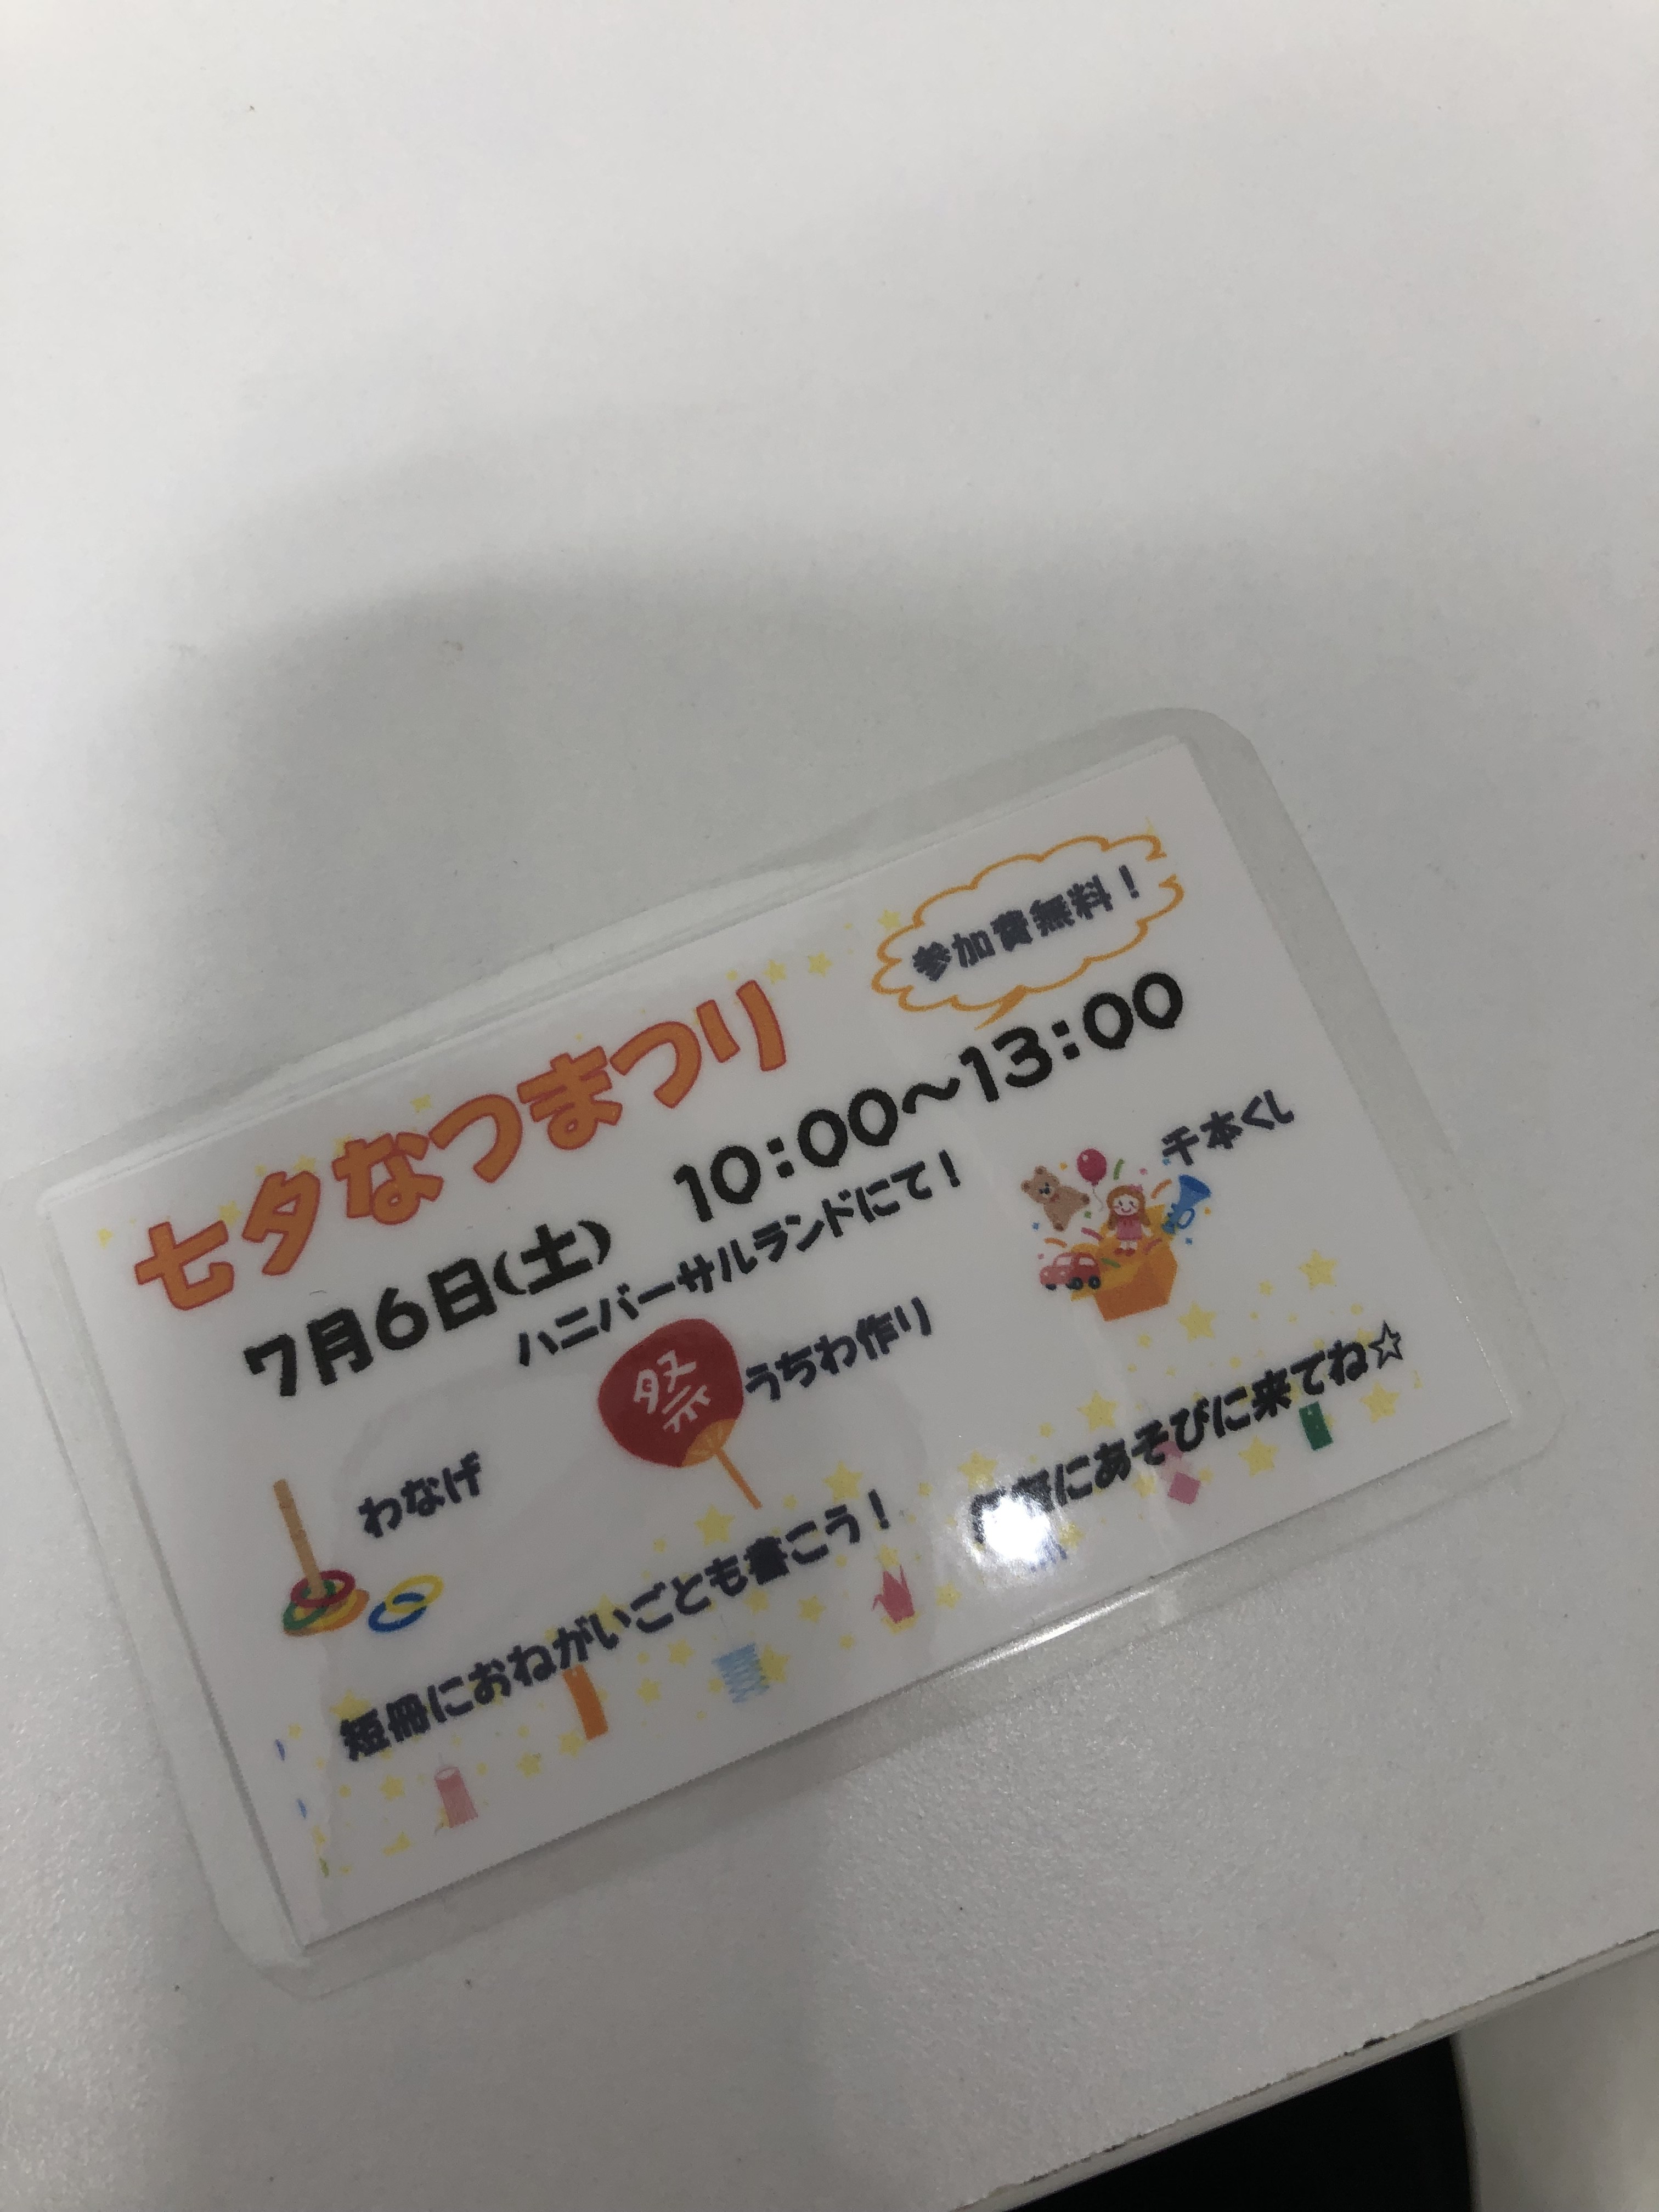 七夕なつまつり
参加費無料！
7月6日(土) 10:00〜13:00
ハニバーサルランドにて！
わなげ
祭
うちわ作り
千本くじ
短冊におねがいごとも書こう！
にあそびに来てね☆